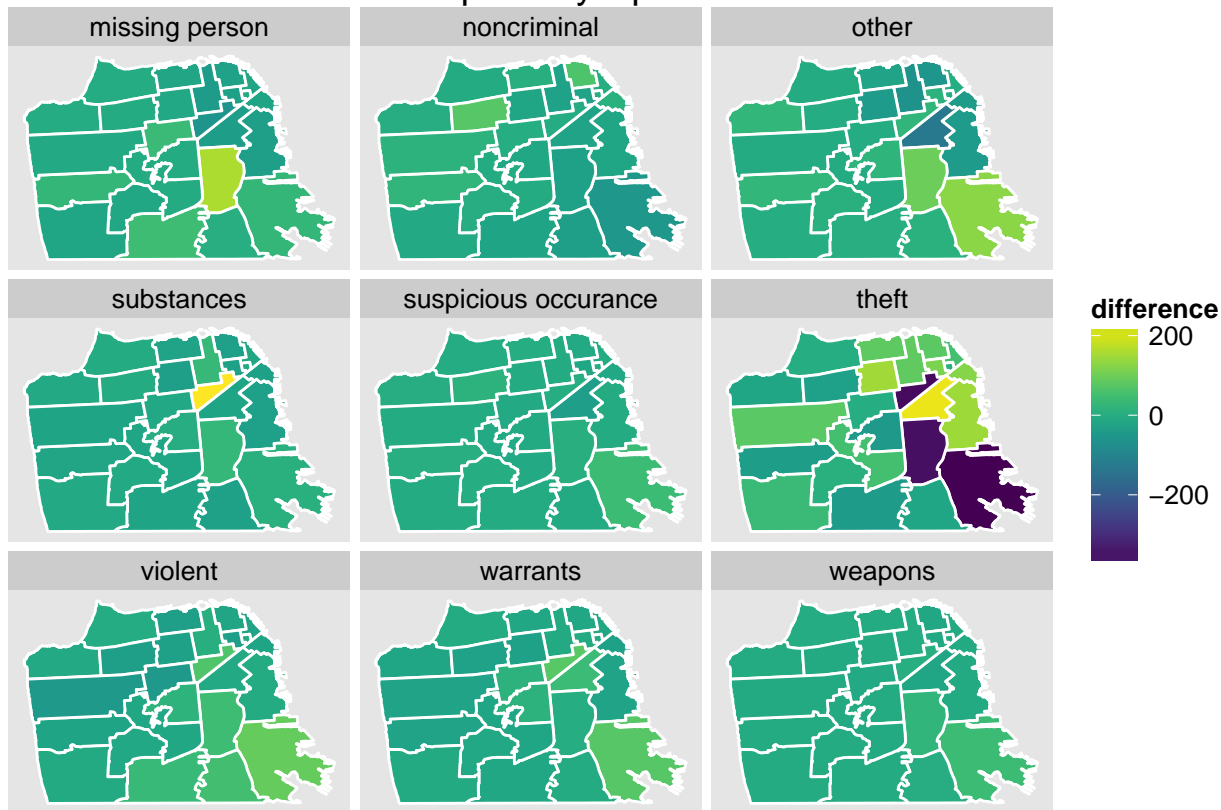 missing person
noncriminal
other
substances
suspicious occurance
theft
violent
warrants
weapons
difference
200
0
−200